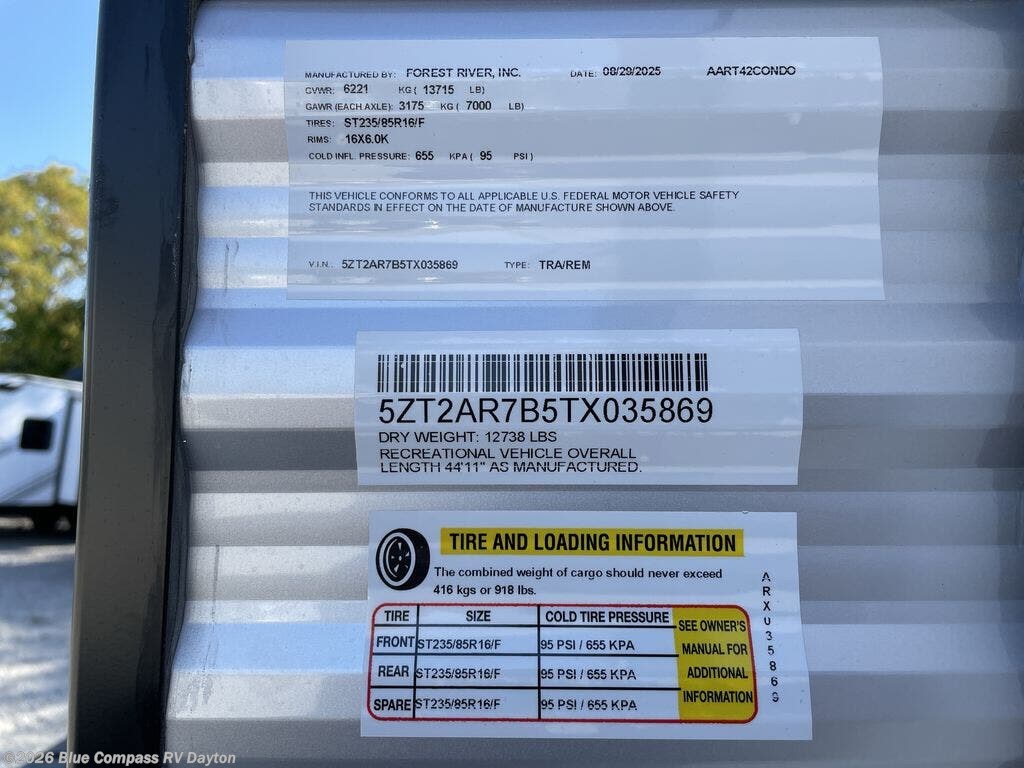 MANUFACTURED BY: FOREST RIVER, INC. DATE: 08/29/2025 AART42CONDO
GVWR: 6221 KG ( 13715 LB)
GAWR (EACH AXLE): 3175 KG ( 7000 LB)
TIRES: ST235/85R16/F
RIMS: 16X6.0K
COLD INFL. PRESSURE: 655 KPA ( 95 PSI )
THIS VEHICLE CONFORMS TO ALL APPLICABLE U.S. FEDERAL MOTOR VEHICLE SAFETY
STANDARDS IN EFFECT ON THE DATE OF MANUFACTURE SHOWN ABOVE.
V.I.N.: 5ZT2AR7B5TX035869 TYPE: TRA/REM
5ZT2AR7B5TX035869
DRY WEIGHT: 12738 LBS
RECREATIONAL VEHICLE OVERALL
LENGTH 44'11" AS MANUFACTURED.
TIRE AND LOADING INFORMATION
The combined weight of cargo should never exceed
416 kgs or 918 lbs.
TIRE SIZE COLD TIRE PRESSURE
FRONT ST235/85R16/F 95 PSI / 655 KPA
REAR ST235/85R16/F 95 PSI / 655 KPA
SPARE ST235/85R16/F 95 PSI / 655 KPA
SEE OWNER'S
MANUAL FOR
ADDITIONAL
INFORMATION
ARX035869
©2026 Blue Compass RV Dayton